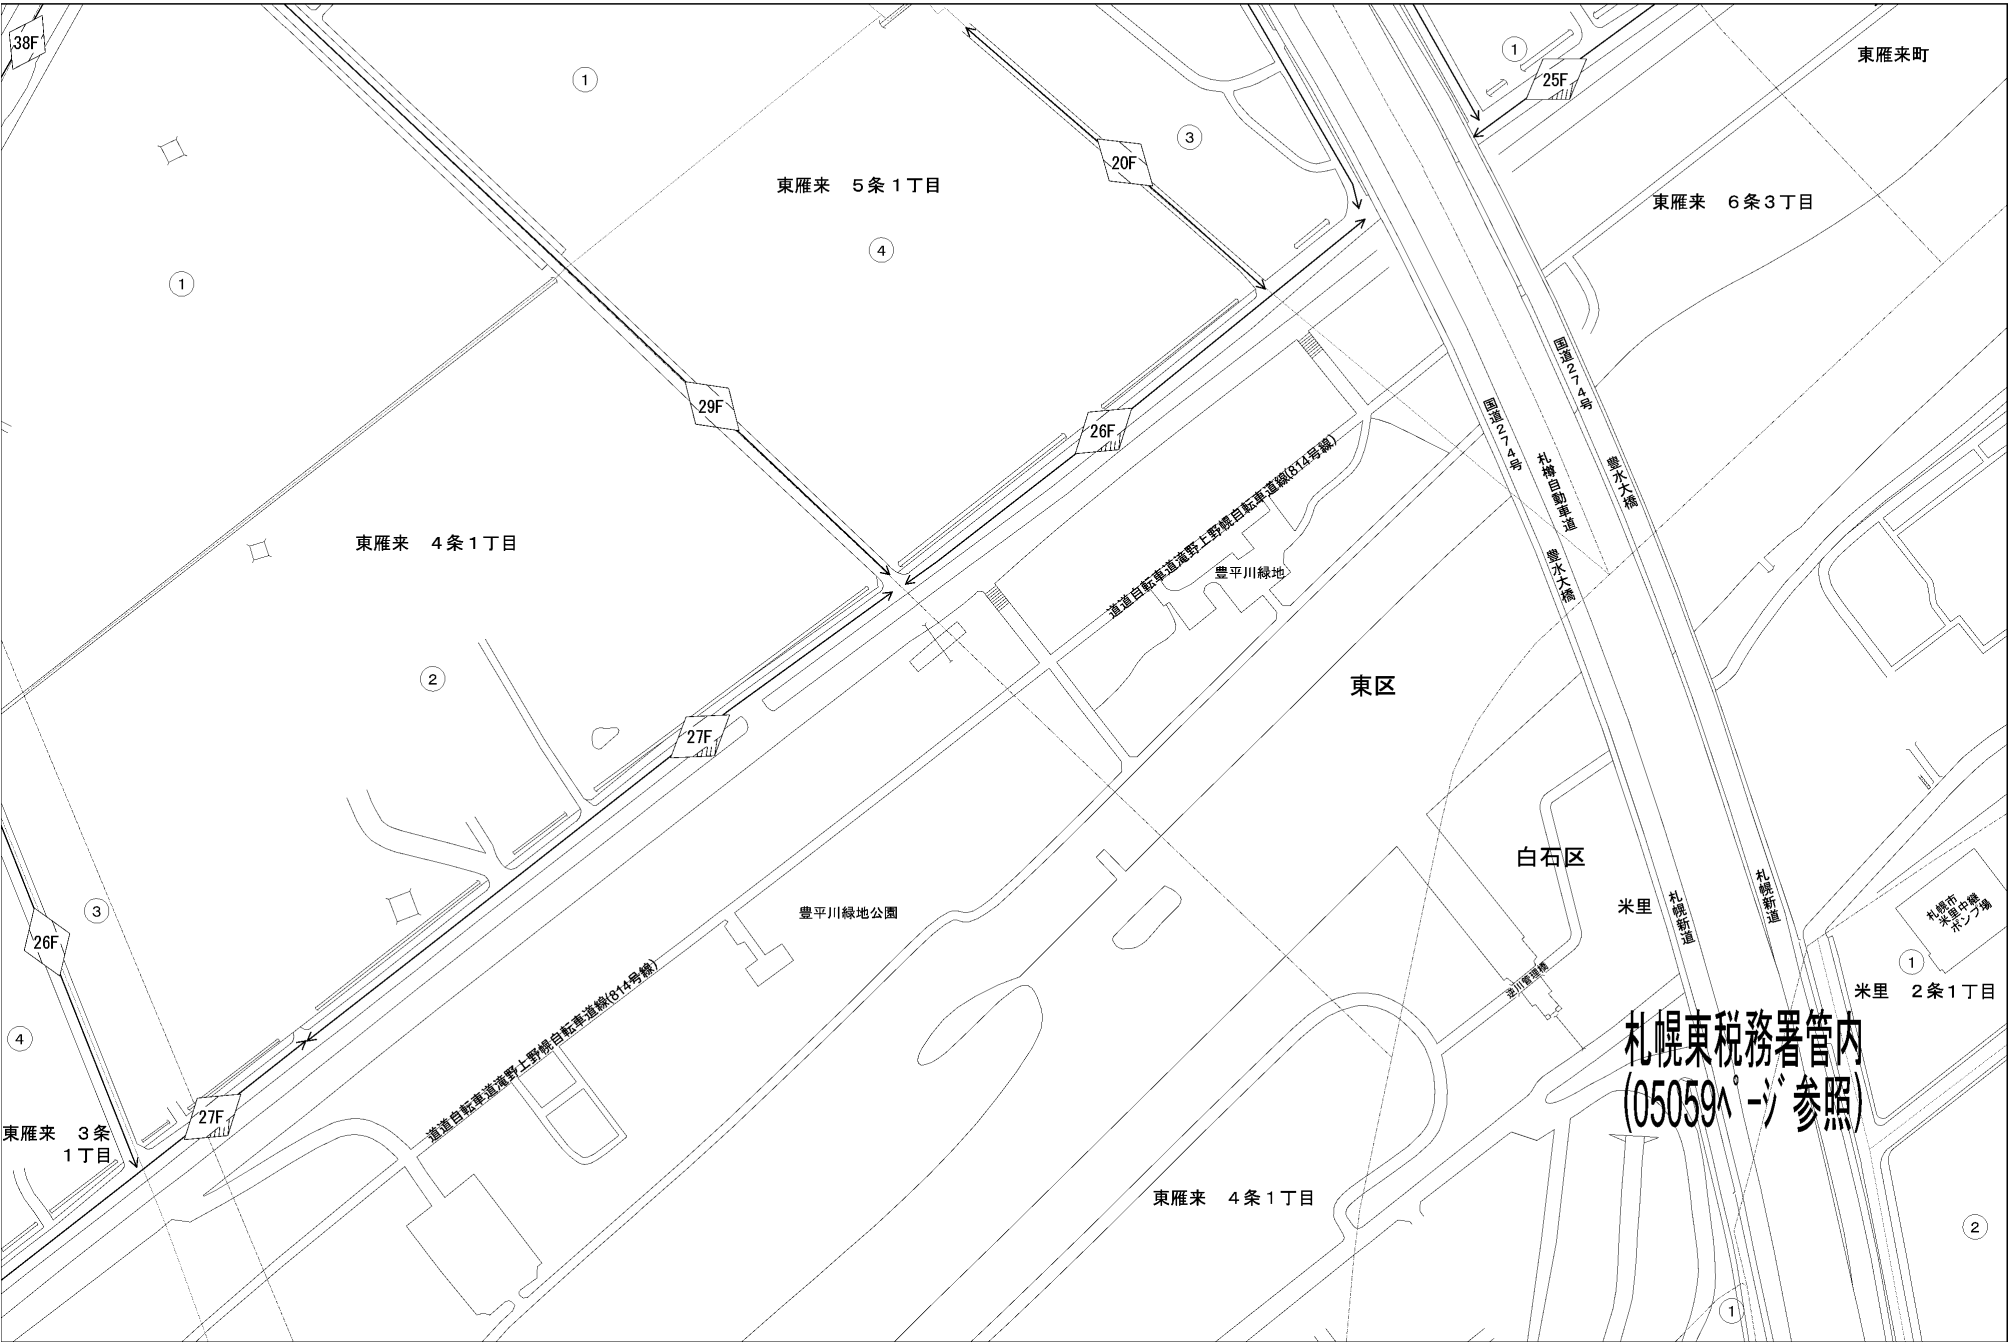 38F
①
①
25F
東雁来町
③
20F
東雁来　5条1丁目
東雁来　6条3丁目
④
①
国道274号
29F
国道274号
26F
道道自転車道滝野上野幌自転車道線(814号線)
札樽自動車道
豊水大橋
東雁来　4条1丁目
豊平川緑地
豊水大橋
②
東区
27F
白石区
米里
札幌新道
札幌新道
③
豊平川緑地公園
26F
札幌市
米里中継
ポンプ場
①
米里　2条1丁目
逆川管理橋
道道自転車道滝野上野幌自転車道線(814号線)
④
札幌東税務署管内
(05059ページ参照)
27F
東雁来　3条
1丁目
東雁来　4条1丁目
②
①